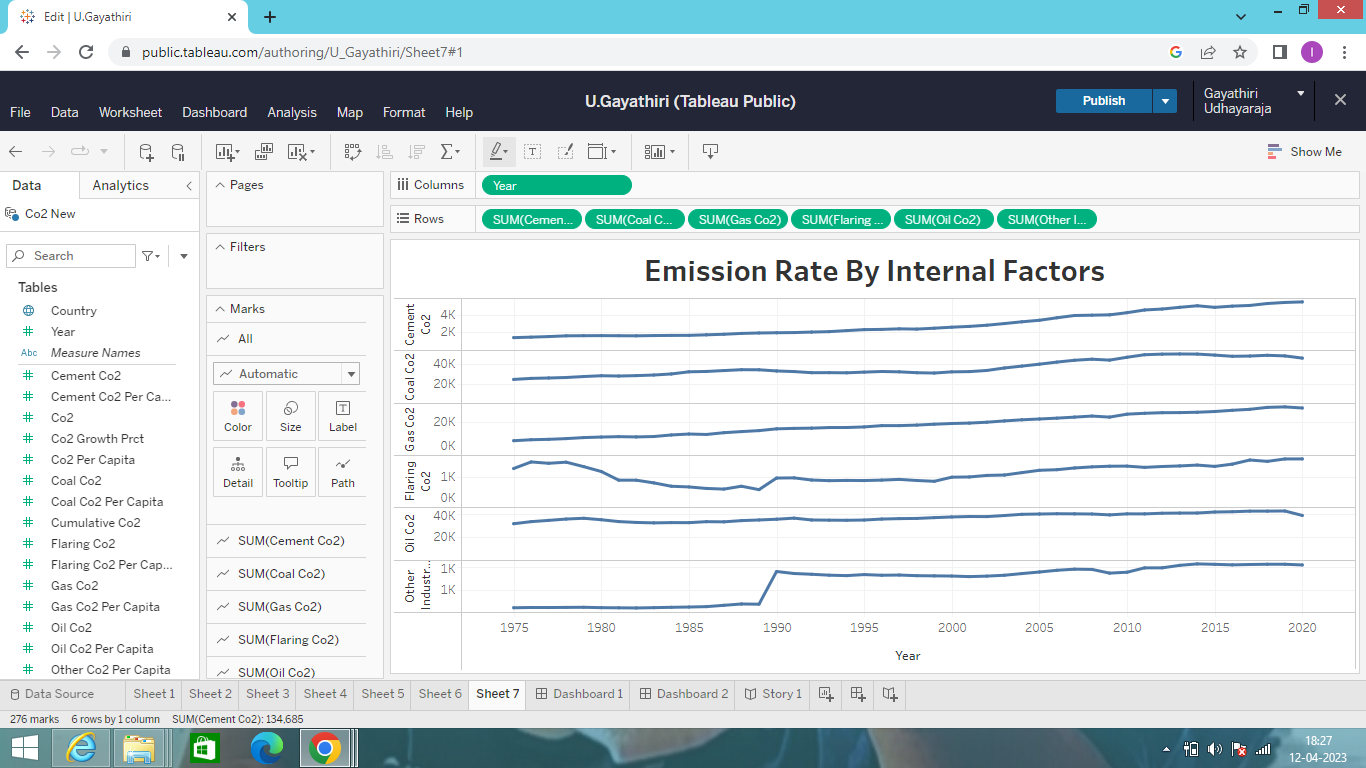 Edit | U.Gayathiri
public.tableau.com/authoring/U_Gayathiri/Sheet7#1
I
File Data Worksheet Dashboard Analysis Map Format Help
U.Gayathiri (Tableau Public)
Publish
Gayathiri
Udhayaraja
Show Me
Data Analytics
Co2 New
Search
Tables
Country
Year
Abc Measure Names
Cement Co2
Cement Co2 Per Ca...
Co2
Co2 Growth Prct
Co2 Per Capita
Coal Co2
Coal Co2 Per Capita
Cumulative Co2
Flaring Co2
Flaring Co2 Per Cap...
Gas Co2
Gas Co2 Per Capita
Oil Co2
Oil Co2 Per Capita
Other Co2 Per Capita
Pages
Filters
Marks
All
Automatic
Color Size Label
Detail Tooltip Path
SUM(Cement Co2)
SUM(Coal Co2)
SUM(Gas Co2)
SUM(Flaring Co2)
SUM(Oil Co2)
Columns Year
Rows SUM(Cemen... SUM(Coal C... SUM(Gas Co2) SUM(Flaring ... SUM(Oil Co2) SUM(Other I...
Emission Rate By Internal Factors
Cement
Co2
4K
2K
Coal Co2
40K
20K
Gas Co2
20K
0K
Flaring
Co2
1K
0K
Oil Co2
40K
20K
Other
Industr...
1K
1K
1975 1980 1985 1990 1995 2000 2005 2010 2015 2020
Year
Data Source Sheet 1 Sheet 2 Sheet 3 Sheet 4 Sheet 5 Sheet 6 Sheet 7 Dashboard 1 Dashboard 2 Story 1
276 marks 6 rows by 1 column SUM(Cement Co2): 134.685
18:27
12-04-2023